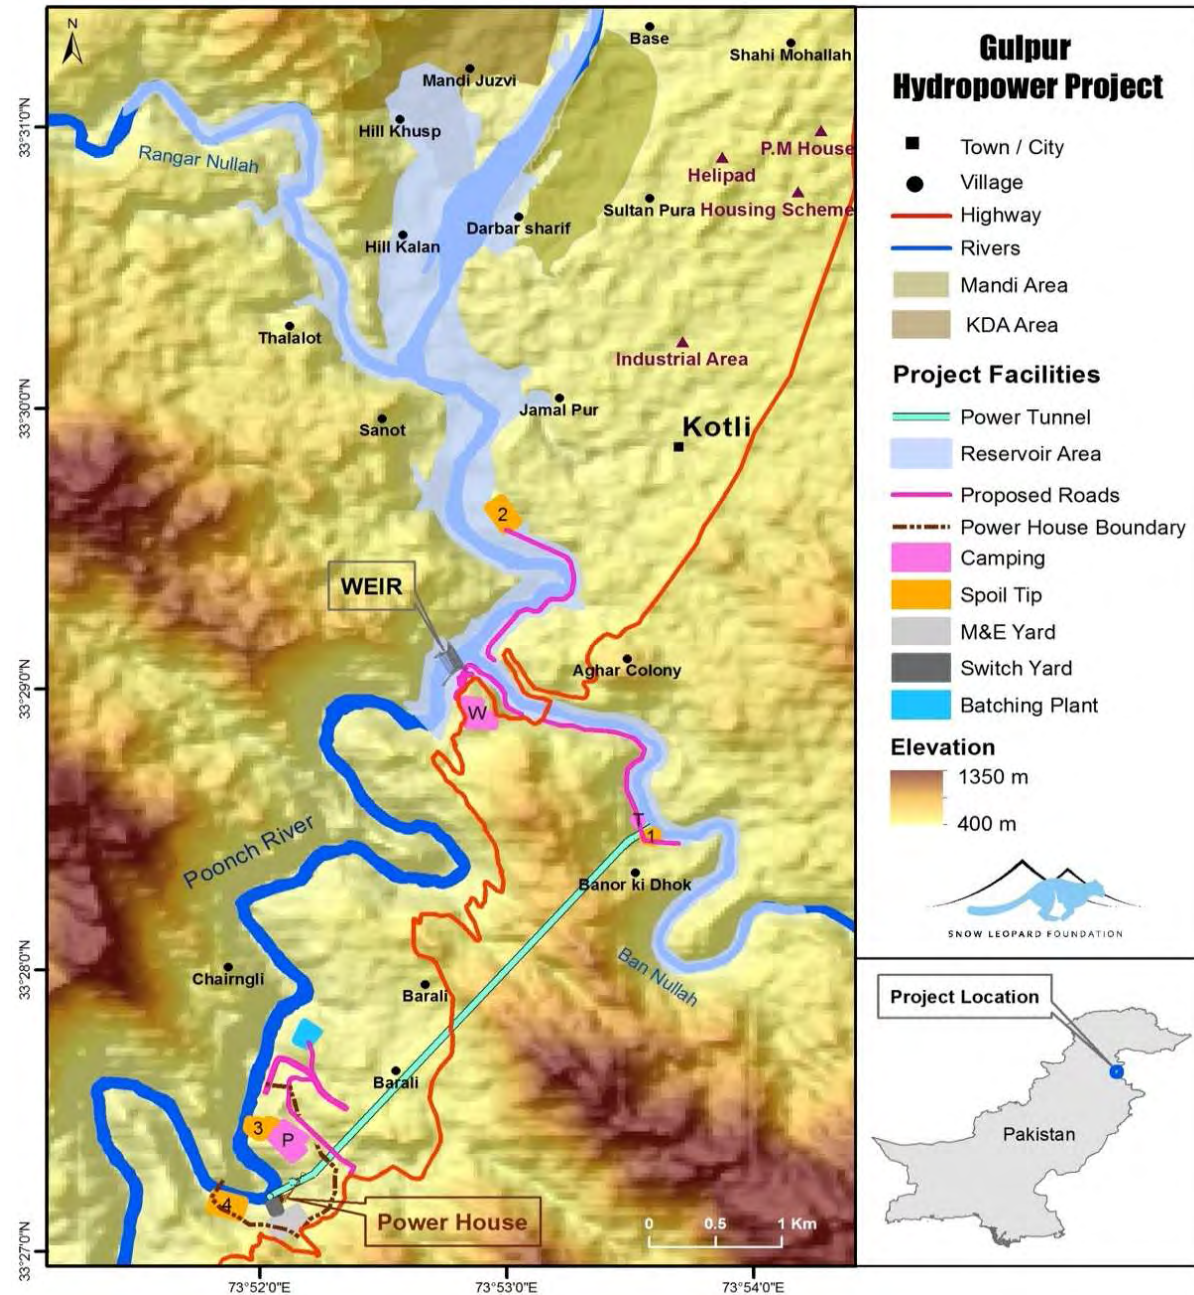 N
Base
Shahi Mohallah
Mandi Juzvi
Hill Khusp
P.M House
Rangar Nullah
Helipad
Sultan Pura
Housing Scheme
Darbar sharif
Hill Kalan
Thalalot
Industrial Area
Jamal Pur
Sanot
Kotli
2
WEIR
Aghar Colony
W
T
1
Poonch River
Banor ki Dhok
Ban Nullah
Chairngli
Barali
Barali
3
P
4
Power House
0 0.5 1 Km
33°31'0"N
33°30'0"N
33°29'0"N
33°28'0"N
33°27'0"N
73°52'0"E
73°53'0"E
73°54'0"E
Gulpur
Hydropower Project
Town / City
Village
Highway
Rivers
Mandi Area
KDA Area
Project Facilities
Power Tunnel
Reservoir Area
Proposed Roads
Power House Boundary
Camping
Spoil Tip
M&E Yard
Switch Yard
Batching Plant
Elevation
1350 m
400 m
SNOW LEOPARD FOUNDATION
Project Location
Pakistan